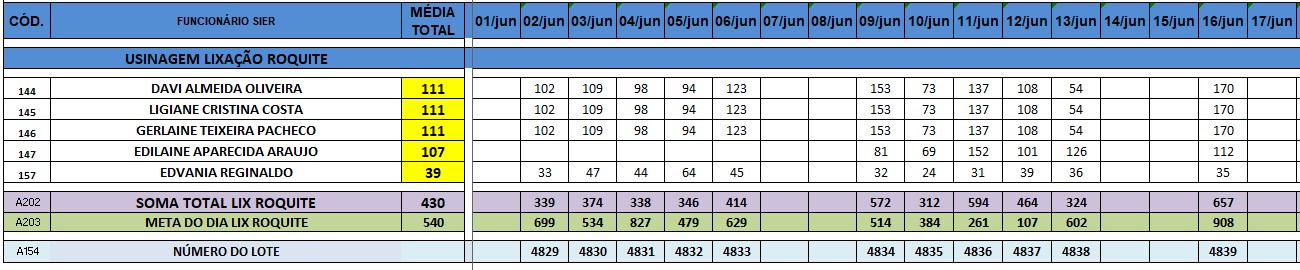 CÓD. FUNCIONÁRIO SIER MÉDIA TOTAL 01/jun 02/jun 03/jun 04/jun 05/jun 06/jun 07/jun 08/jun 09/jun 10/jun 11/jun 12/jun 13/jun 14/jun 15/jun 16/jun 17/jun
USINAGEM LIXAÇÃO ROQUITE
144 DAVI ALMEIDA OLIVEIRA 111 102 109 98 94 123 153 73 137 108 54 170
145 LIGIANE CRISTINA COSTA 111 102 109 98 94 123 153 73 137 108 54 170
146 GERLAINE TEIXEIRA PACHECO 111 102 109 98 94 123 153 73 137 108 54 170
147 EDILAINE APARECIDA ARAUJO 107 81 69 152 101 126 112
157 EDVANIA REGINALDO 39 33 47 44 64 45 32 24 31 39 36 35
A202 SOMA TOTAL LIX ROQUITE 430 339 374 338 346 414 572 312 594 464 324 657
A203 META DO DIA LIX ROQUITE 540 699 534 827 479 629 514 384 261 107 602 908
A154 NÚMERO DO LOTE 4829 4830 4831 4832 4833 4834 4835 4836 4837 4838 4839